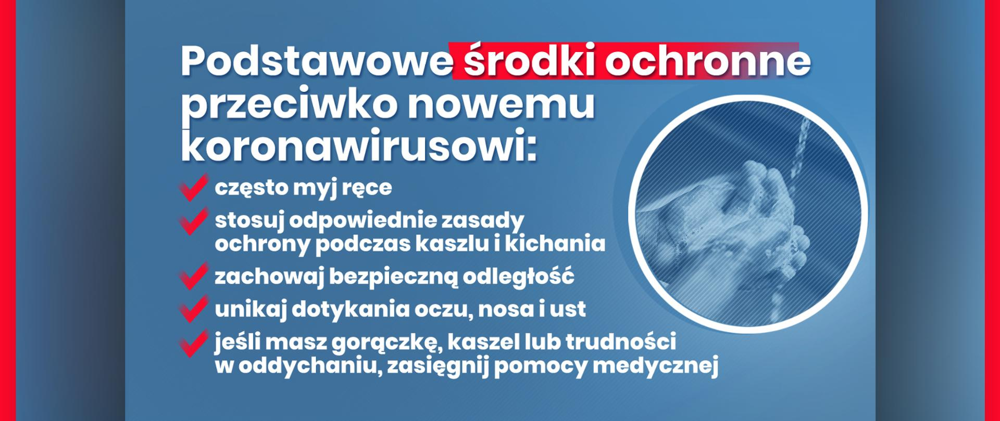 Podstawowe środki ochronne
przeciwko nowemu
koronawirusowi:
często myj ręce
stosuj odpowiednie zasady
ochrony podczas kaszlu i kichania
zachowaj bezpieczną odległość
unikaj dotykania oczu, nosa i ust
jeśli masz gorączkę, kaszel lub trudności
w oddychaniu, zasięgnij pomocy medycznej